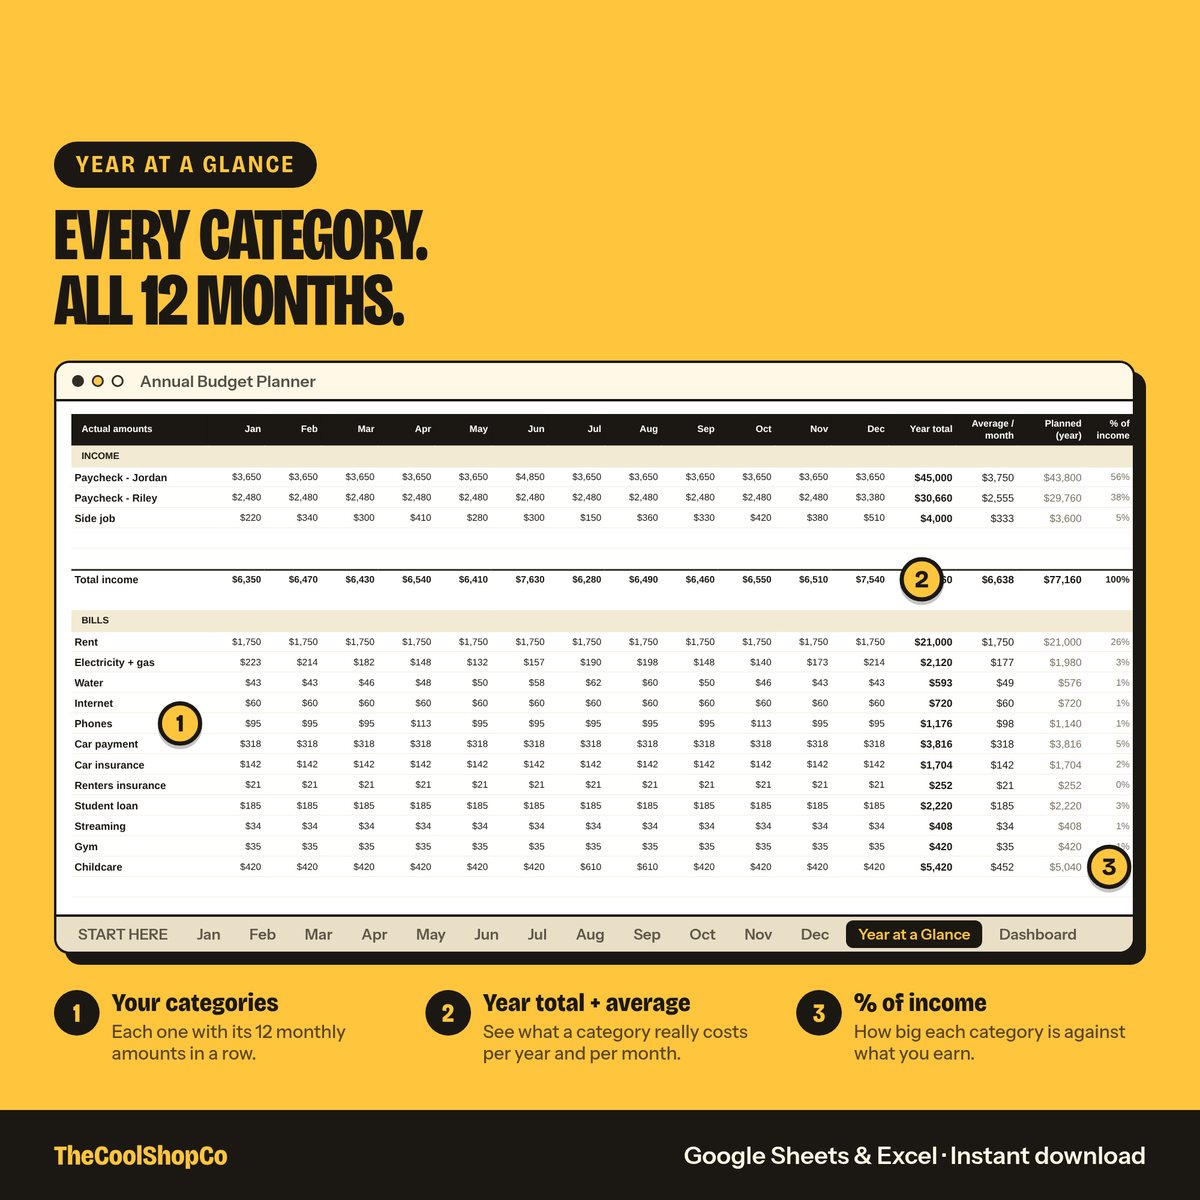 YEAR AT A GLANCE
EVERY CATEGORY.
ALL 12 MONTHS.
Annual Budget Planner
Actual amounts Jan Feb Mar Apr May Jun Jul Aug Sep Oct Nov Dec Year total Average / month Planned (year) % of income
INCOME
Paycheck - Jordan $3,650 $3,650 $3,650 $3,650 $3,650 $4,850 $3,650 $3,650 $3,650 $3,650 $3,650 $3,650 $45,000 $3,750 $43,800 56%
Paycheck - Riley $2,480 $2,480 $2,480 $2,480 $2,480 $2,480 $2,480 $2,480 $2,480 $2,480 $2,480 $3,380 $30,660 $2,555 $29,760 38%
Side job $220 $340 $300 $410 $280 $300 $150 $360 $330 $420 $380 $510 $4,000 $333 $3,600 5%
Total income $6,350 $6,470 $6,430 $6,540 $6,410 $7,630 $6,280 $6,490 $6,460 $6,550 $6,510 $7,540 2 $6,638 $77,160 100%
BILLS
Rent $1,750 $1,750 $1,750 $1,750 $1,750 $1,750 $1,750 $1,750 $1,750 $1,750 $1,750 $1,750 $21,000 $1,750 $21,000 26%
Electricity + gas $223 $214 $182 $148 $132 $157 $190 $198 $148 $140 $173 $214 $2,120 $177 $1,980 3%
Water $43 $43 $46 $48 $50 $58 $62 $60 $50 $46 $43 $43 $593 $49 $576 1%
Internet $60 $60 $60 $60 $60 $60 $60 $60 $60 $60 $60 $60 $720 $60 $720 1%
Phones 1 $95 $95 $95 $113 $95 $95 $95 $95 $95 $113 $95 $95 $1,176 $98 $1,140 1%
Car payment $318 $318 $318 $318 $318 $318 $318 $318 $318 $318 $318 $318 $3,816 $318 $3,816 5%
Car insurance $142 $142 $142 $142 $142 $142 $142 $142 $142 $142 $142 $142 $1,704 $142 $1,704 2%
Renters insurance $21 $21 $21 $21 $21 $21 $21 $21 $21 $21 $21 $21 $252 $21 $252 0%
Student loan $185 $185 $185 $185 $185 $185 $185 $185 $185 $185 $185 $185 $2,220 $185 $2,220 3%
Streaming $34 $34 $34 $34 $34 $34 $34 $34 $34 $34 $34 $34 $408 $34 $408 1%
Gym $35 $35 $35 $35 $35 $35 $35 $35 $35 $35 $35 $35 $420 $35 $420
Childcare $420 $420 $420 $420 $420 $420 $610 $610 $420 $420 $420 $420 $5,420 $452 $5,040 3
START HERE Jan Feb Mar Apr May Jun Jul Aug Sep Oct Nov Dec Year at a Glance Dashboard
1 Your categories
Each one with its 12 monthly
amounts in a row.
2 Year total + average
See what a category really costs
per year and per month.
3 % of income
How big each category is against
what you earn.
TheCoolShopCo
Google Sheets & Excel · Instant download